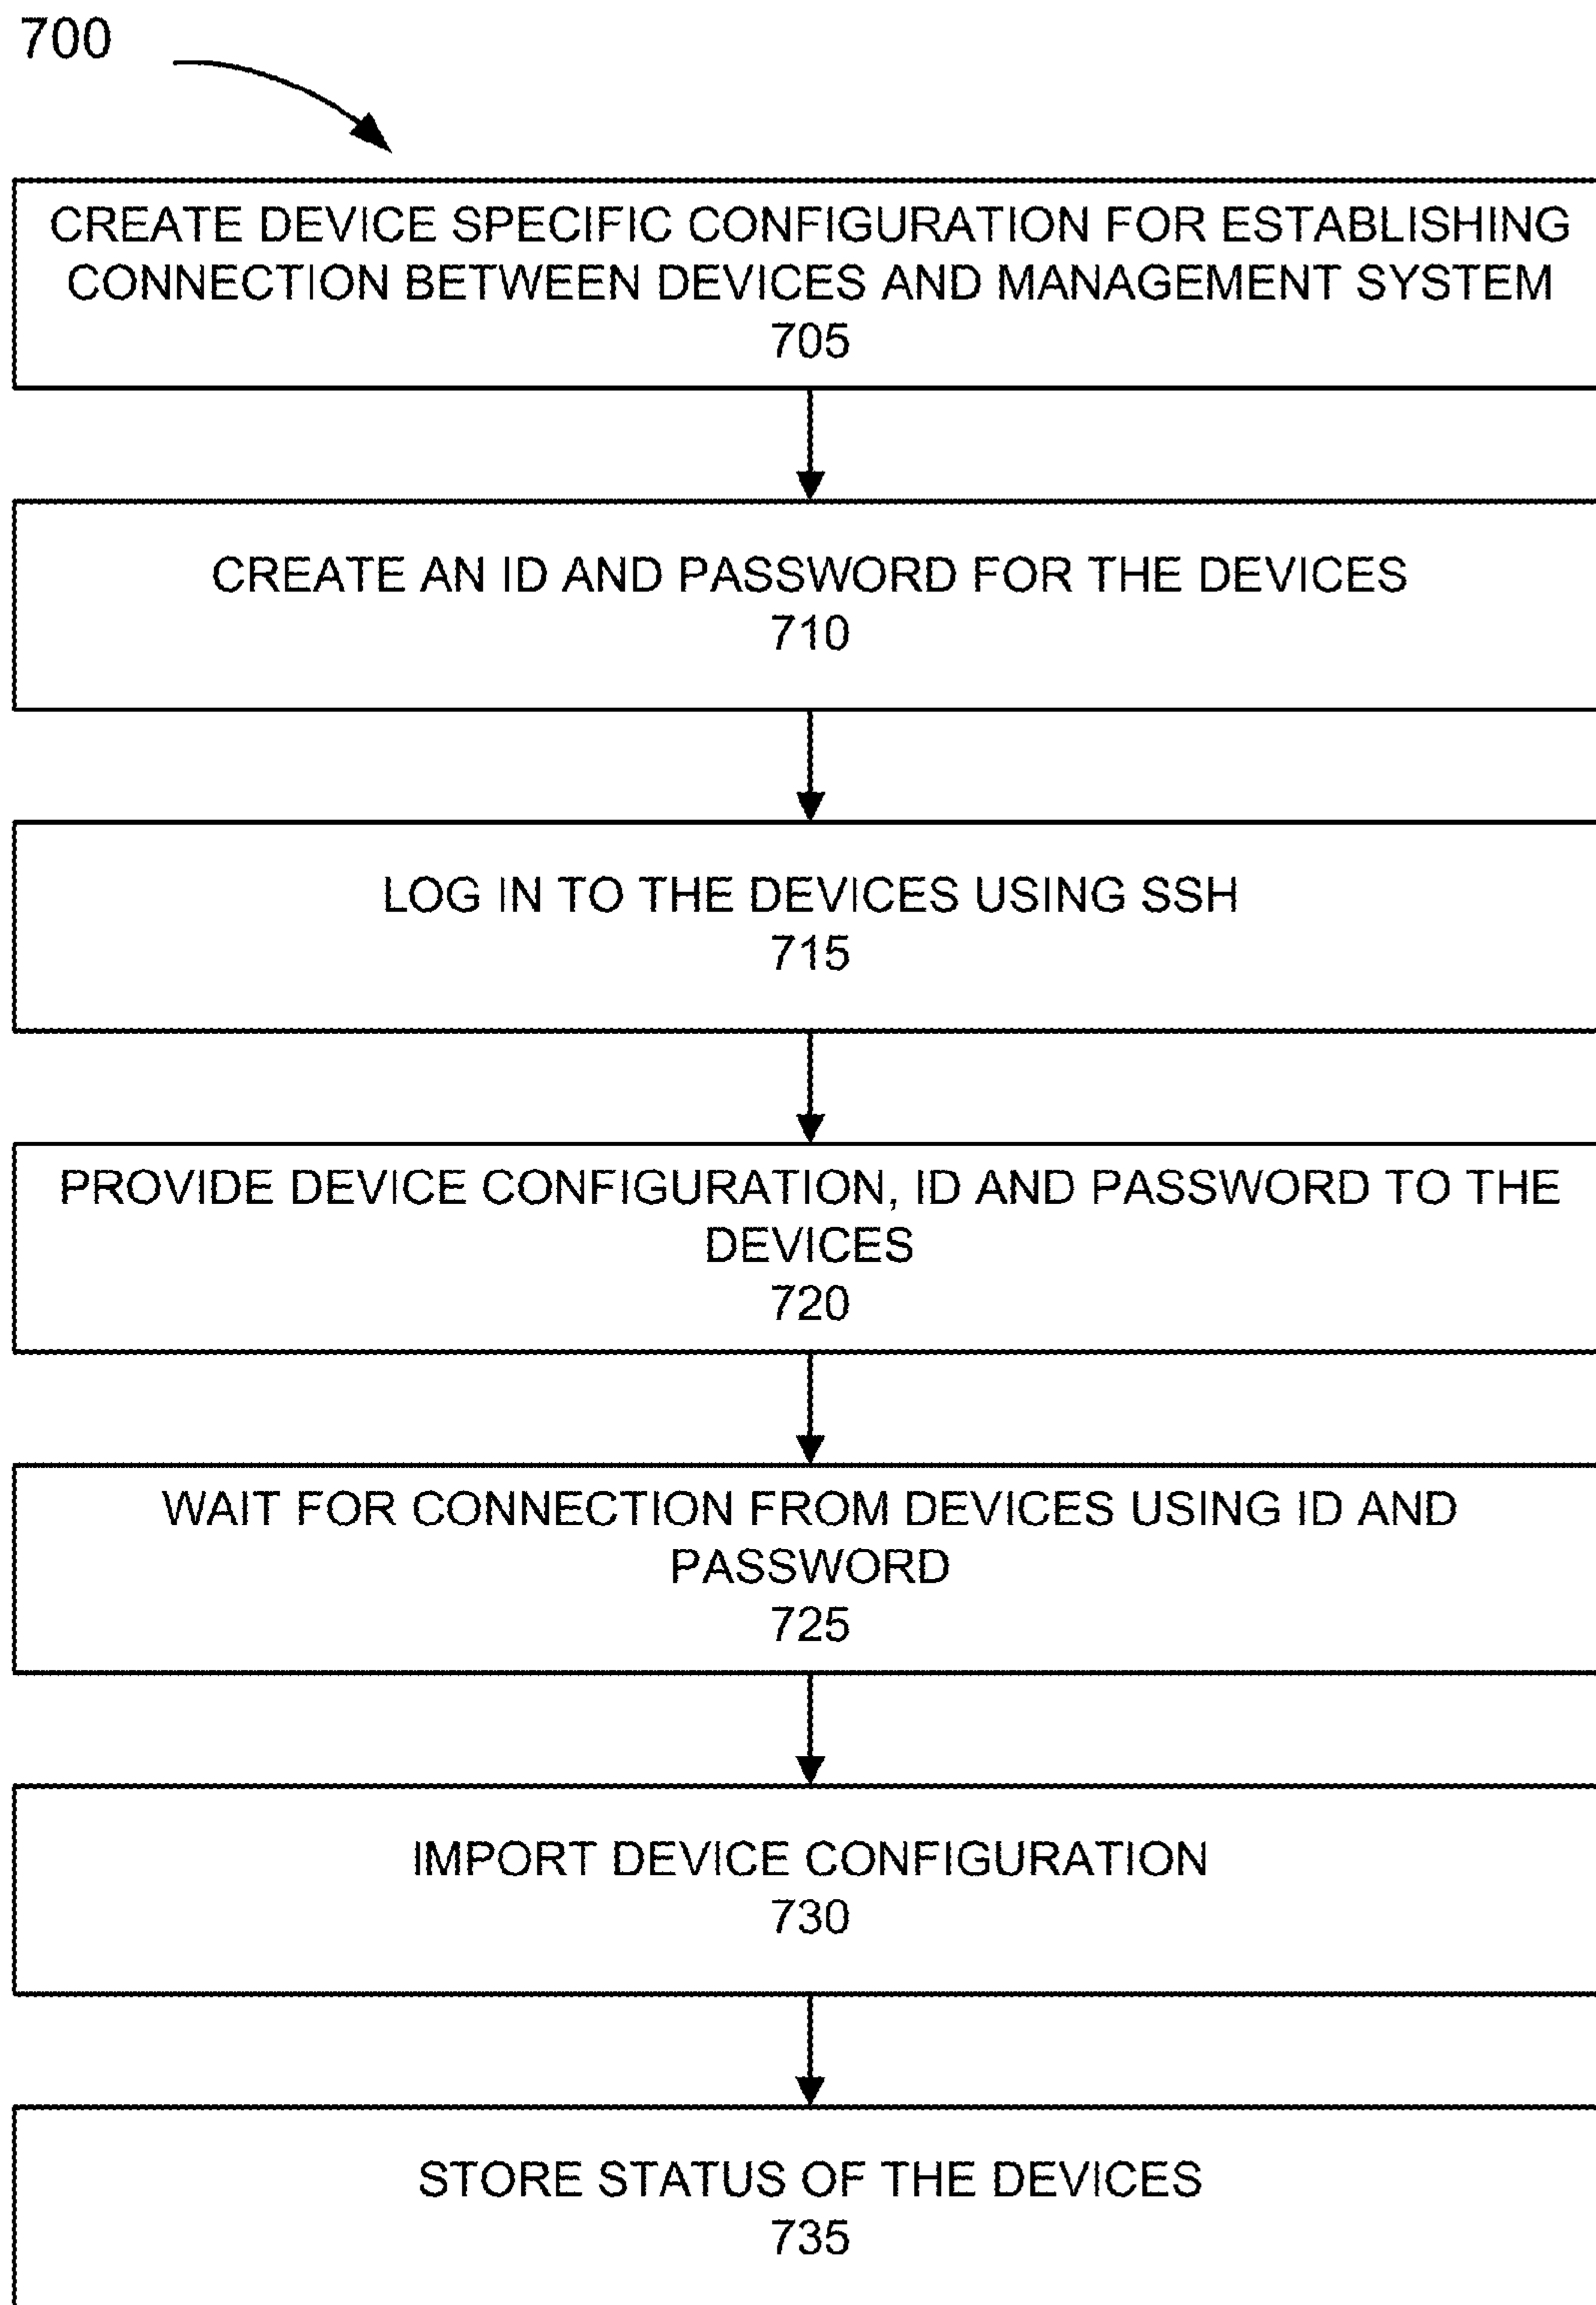 700
CREATE DEVICE SPECIFIC CONFIGURATION FOR ESTABLISHING
CONNECTION BETWEEN DEVICES AND MANAGEMENT SYSTEM
705
CREATE AN ID AND PASSWORD FOR THE DEVICES
710
LOG IN TO THE DEVICES USING SSH
715
PROVIDE DEVICE CONFIGURATION, ID AND PASSWORD TO THE
DEVICES
720
WAIT FOR CONNECTION FROM DEVICES USING ID AND
PASSWORD
725
IMPORT DEVICE CONFIGURATION
730
STORE STATUS OF THE DEVICES
735